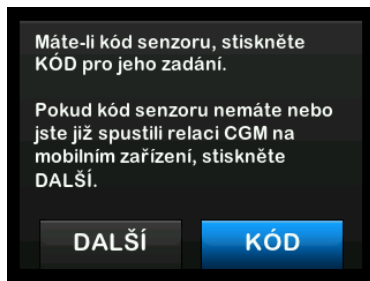 Máte-li kód senzoru, stiskněte
KÓD pro jeho zadání.
Pokud kód senzoru nemáte nebo
jste již spustili relaci CGM na
mobilním zařízení, stiskněte
DALŠÍ.
DALŠÍ
KÓD